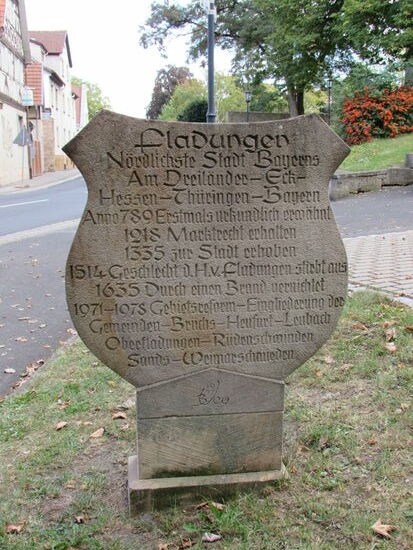 Fladungen
Nördlichste Stadt Bayerns
Am Dreiländer-Eck-
Hessen-Thüringen-Bayern
Anno 789 Erstmals urkundlich erwähnt
1918 Marktrecht erhalten
1335 zur Stadt erhoben
1514 Geschlecht d.H.v. Fladungen stirbt aus
1635 Durch einen Brand vernichtet
1971-1978 Gebietsreform-Eingliederung der
Gemeinden-Brüchs-Heufurt-Leubach
Oberfladungen-Rüdenschwinden
Sands-Weimarschmieden